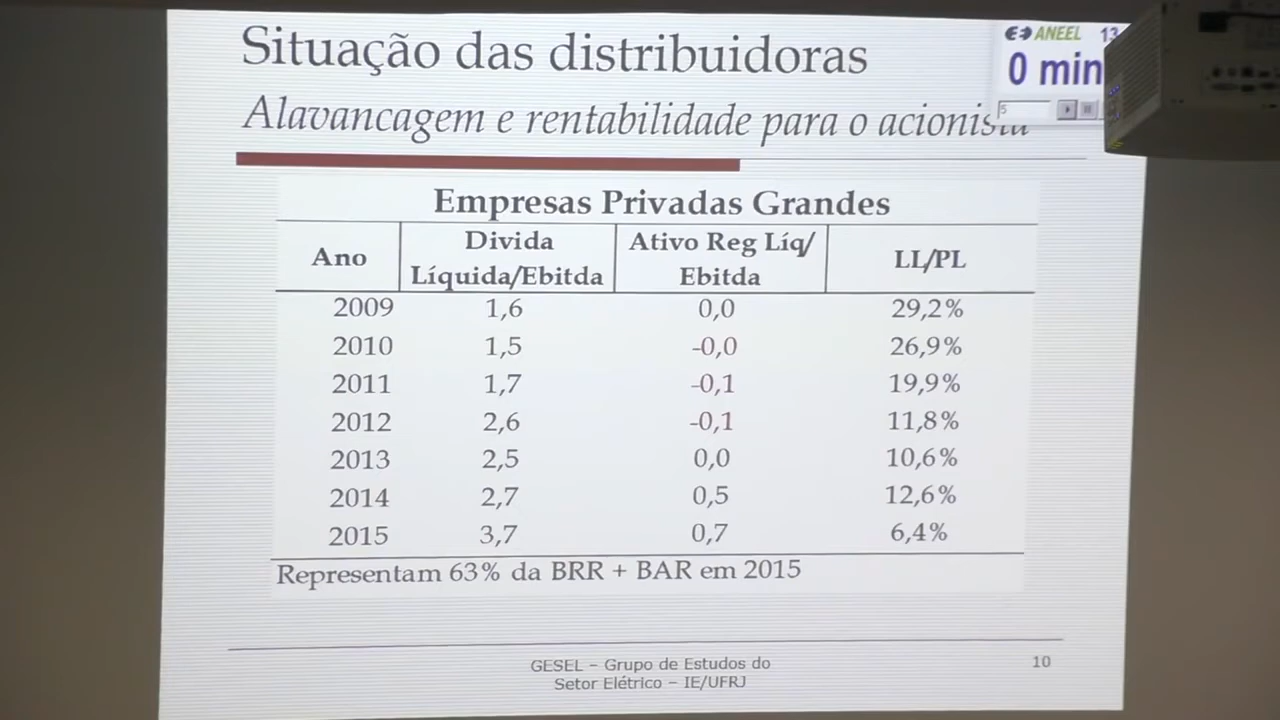 Situação das distribuidoras
Alavancagem e rentabilidade para o acionista
ANEEL 13
0 min
5
Empresas Privadas Grandes
Ano Divida Líquida/Ebitda Ativo Reg Líq/ Ebitda LL/PL
2009 1,6 0,0 29,2%
2010 1,5 -0,0 26,9%
2011 1,7 -0,1 19,9%
2012 2,6 -0,1 11,8%
2013 2,5 0,0 10,6%
2014 2,7 0,5 12,6%
2015 3,7 0,7 6,4%
Representam 63% da BRR + BAR em 2015
GESEL – Grupo de Estudos do
Setor Elétrico – IE/UFRJ
10